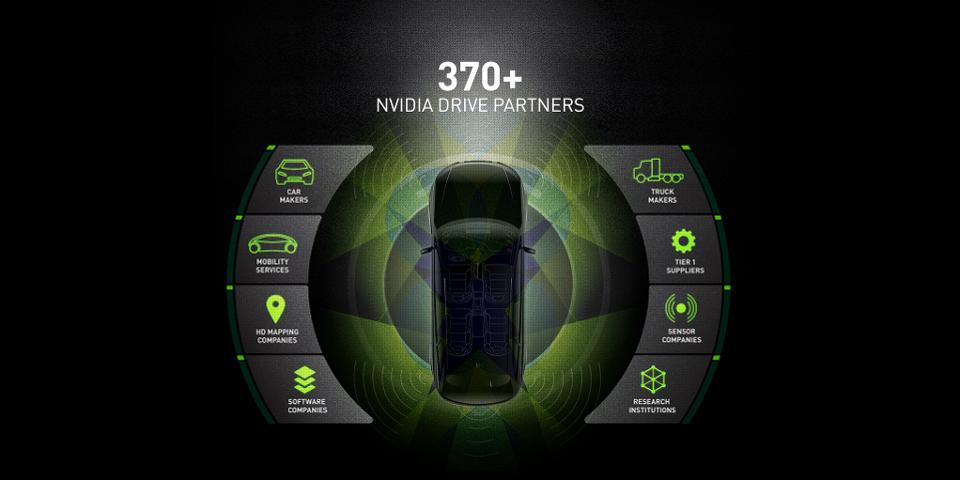 370+
NVIDIA DRIVE PARTNERS
CAR
MAKERS
MOBILITY
SERVICES
HD MAPPING
COMPANIES
SOFTWARE
COMPANIES
TRUCK
MAKERS
TIER 1
SUPPLIERS
SENSOR
COMPANIES
RESEARCH
INSTITUTIONS